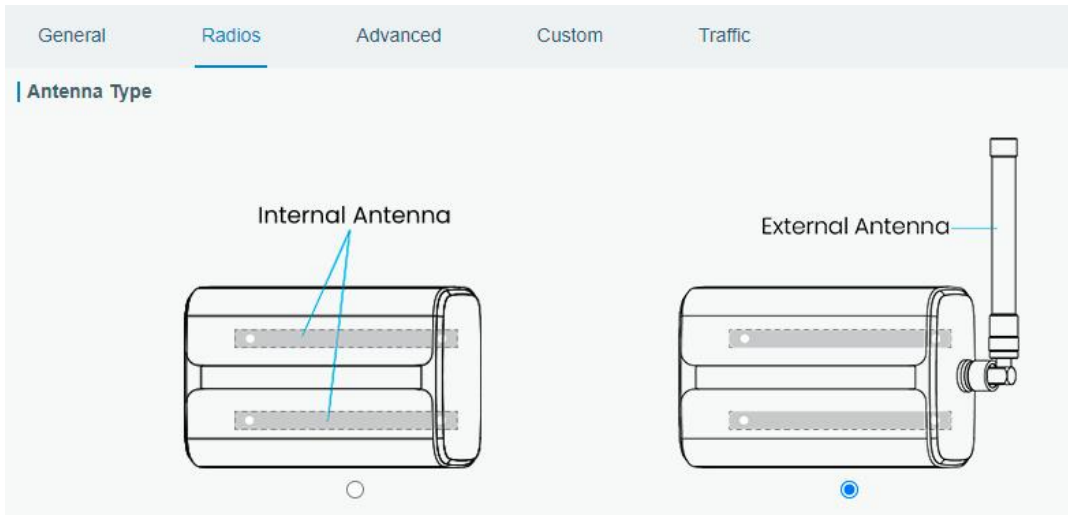 General Radios Advanced Custom Traffic
Antenna Type
Internal Antenna
External Antenna